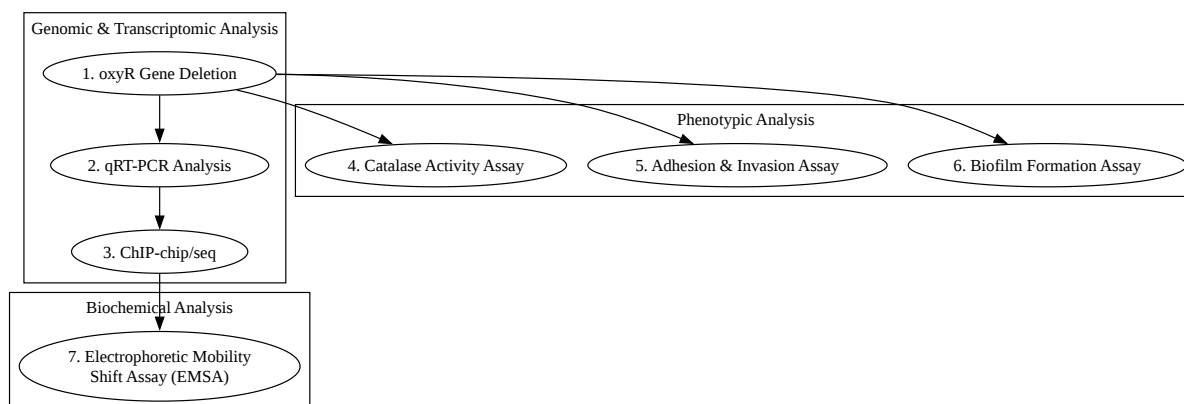 Genomic & Transcriptomic Analysis
1. oxyR Gene Deletion
Phenotypic Analysis
2. qRT-PCR Analysis
4. Catalase Activity Assay
5. Adhesion & Invasion Assay
6. Biofilm Formation Assay
3. ChIP-chip/seq
Biochemical Analysis
7. Electrophoretic Mobility
Shift Assay (EMSA)